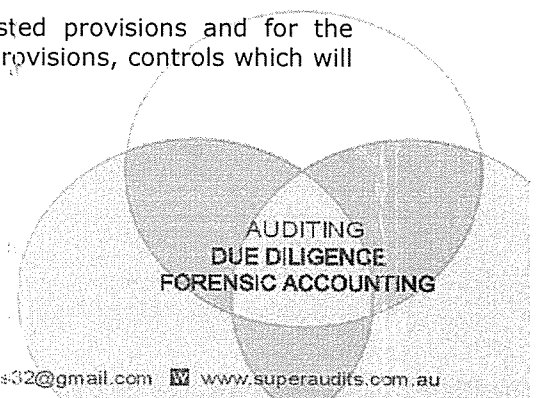 sted provisions and for the
rovisions, controls which will
AUDITING
DUE DILIGENCE
FORENSIC ACCOUNTING
s32@gmail.com W www.superaudits.com.au